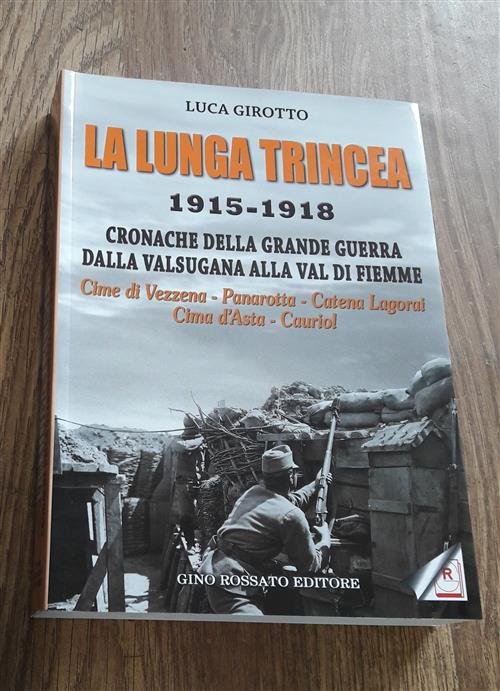 LUCA GIROTTO
LA LUNGA TRINCEA
1915-1918
CRONACHE DELLA GRANDE GUERRA
DALLA VALSUGANA ALLA VAL DI FIEMME
Cime di Vezzena - Panarotta - Catena Lagorai
Cima d'Asta - Cauriol
GINO ROSSATO EDITORE
R